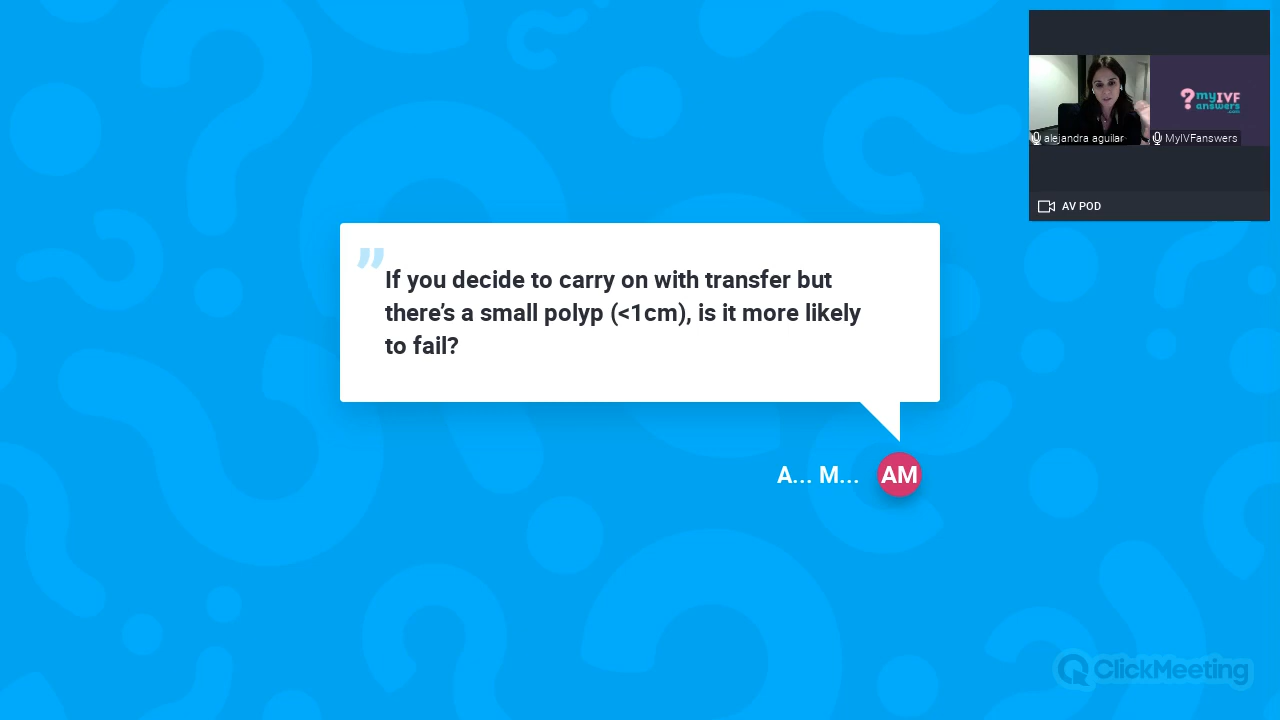 ?myIVF
answers
.com
alejandra aguilar
MyIVFanswers
AV POD
” If you decide to carry on with transfer but
there’s a small polyp (<1cm), is it more likely
to fail?
A... M...
AM
ClickMeeting